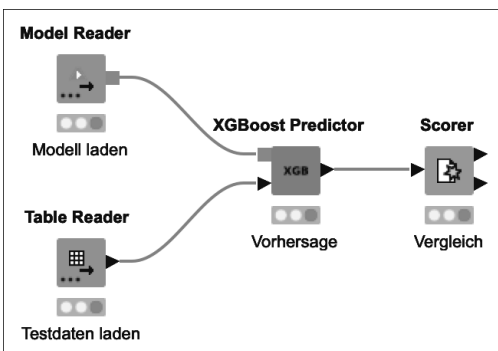 Model Reader
Modell laden
XGBoost Predictor
XGB
Vorhersage
Scorer
Vergleich
Table Reader
Testdaten laden